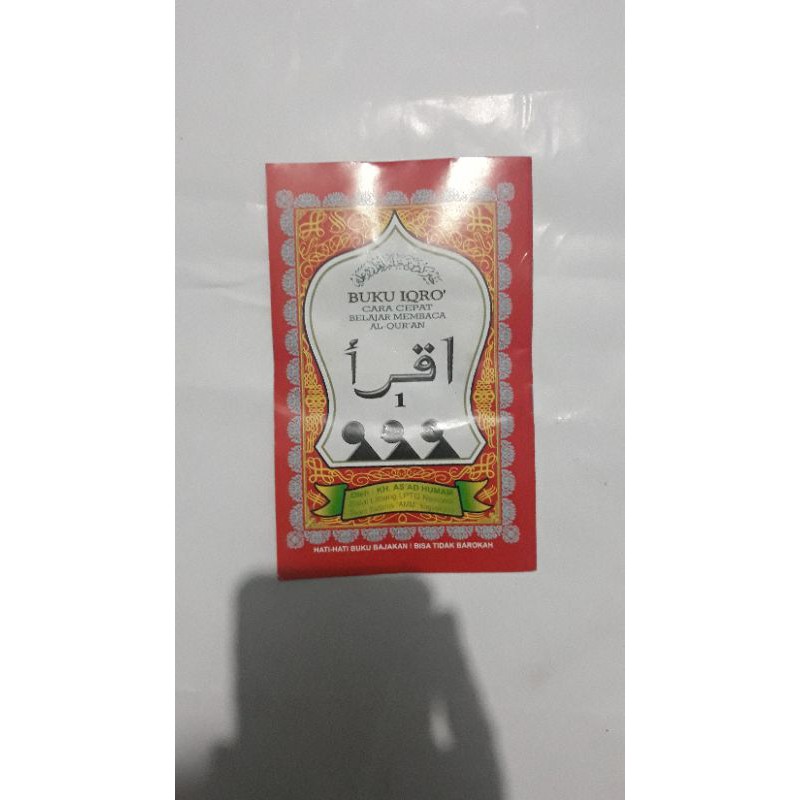 BUKU IQRO'
CARA CEPAT
BELAJAR MEMBACA
AL-QUR'AN
اقرأ
1
Oleh - KH. AS'AD HUMAM
HATI-HATI BUKU BAJAKAN ! BISA TIDAK BAROKAH